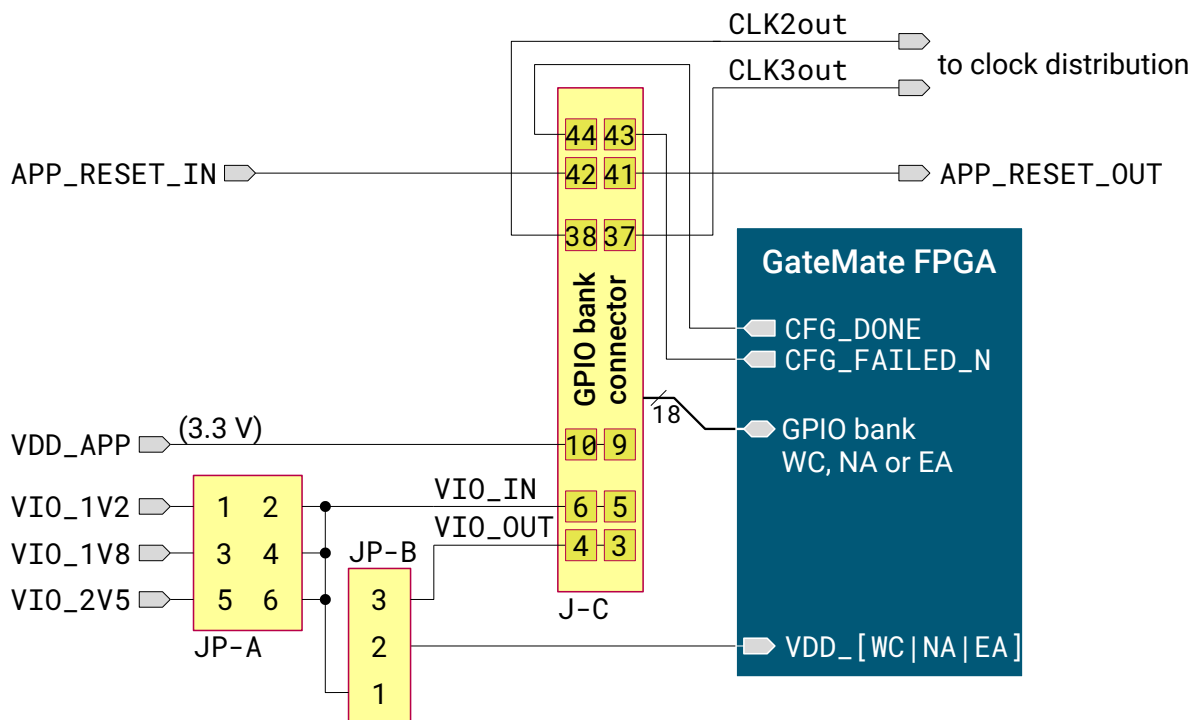 CLK2out
to clock distribution
CLK3out
44 43
APP_RESET_IN
42 41
APP_RESET_OUT
38 37
GPIO bank
connector
GateMate FPGA
CFG_DONE
CFG_FAILED_N
18
GPIO bank
WC, NA or EA
VDD_APP
(3.3 V)
10 9
VIO_1V2
1 2
VIO_IN
6 5
VIO_OUT
4 3
VIO_1V8
3 4
JP-B
VIO_2V5
5 6
JP-A
3
2
1
J-C
VDD_[WC|NA|EA]